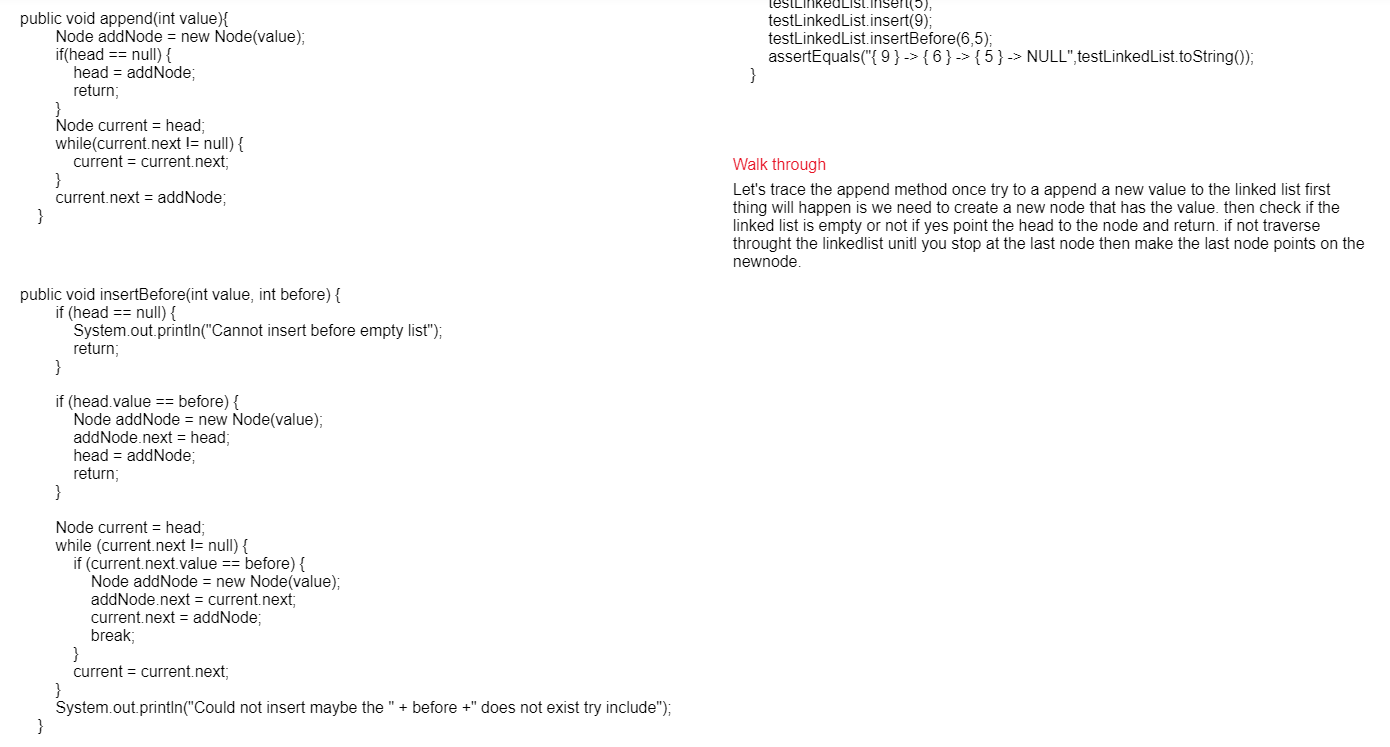 public void append(int value){
Node addNode = new Node(value);
if(head == null) {
head = addNode;
return;
}
Node current = head;
while(current.next != null) {
current = current.next;
}
current.next = addNode;
}
public void insertBefore(int value, int before) {
if (head == null) {
System.out.println("Cannot insert before empty list");
return;
}
if (head.value == before) {
Node addNode = new Node(value);
addNode.next = head;
head = addNode;
return;
}
Node current = head;
while (current.next != null) {
if (current.next.value == before) {
Node addNode = new Node(value);
addNode.next = current.next;
current.next = addNode;
break;
}
current = current.next;
}
System.out.println("Could not insert maybe the " + before +" does not exist try include");
}
testLinkedList.insert(5);
testLinkedList.insert(9);
testLinkedList.insertBefore(6,5);
assertEquals("{ 9 } -> { 6 } -> { 5 } -> NULL",testLinkedList.toString());
}
Walk through
Let's trace the append method once try to a append a new value to the linked list first
thing will happen is we need to create a new node that has the value. then check if the
linked list is empty or not if yes point the head to the node and return. if not traverse
throught the linkedlist unitl you stop at the last node then make the last node points on the
newnode.